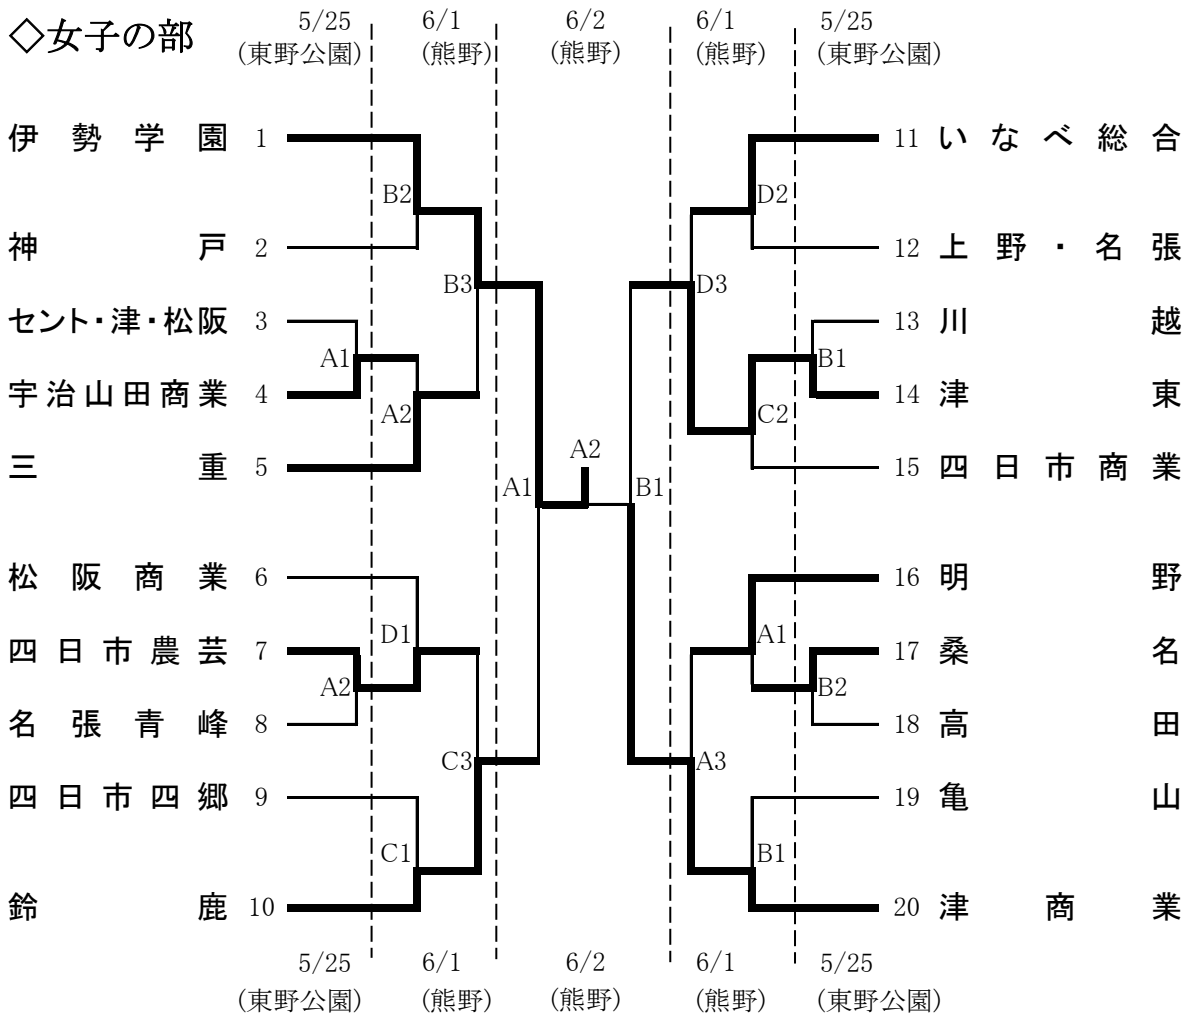 ◇女子の部
5/25 6/1 6/2 6/1 5/25
(東野公園) (熊野) (熊野) (熊野) (東野公園)
伊勢学園 1 11 いなべ総合
B2 D2
神戸 2 12 上野・名張
B3 D3
セント・津・松阪 3 13 川越
A1 B1
宇治山田商業 4 14 津東
A2 C2
A2
三重 5 15 四日市商業
A1 B1
松阪商業 6 16 明野
D1 A1
四日市農芸 7 17 桑名
A2 B2
名張青峰 8 18 高田
C3 A3
四日市四郷 9 19 亀山
C1 B1
鈴鹿 10 20 津商業
5/25 6/1 6/2 6/1 5/25
(東野公園) (熊野) (熊野) (熊野) (東野公園)